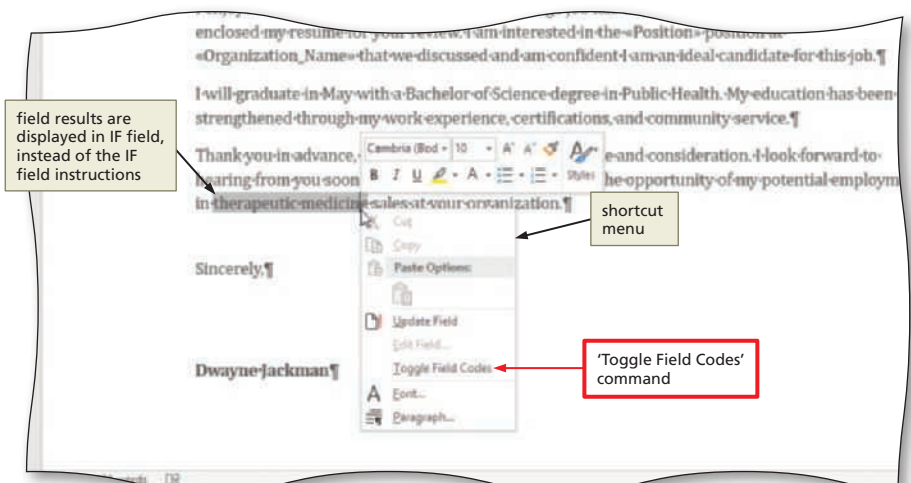 enclosed·my·resume·for·your·review.·I·am·interested·in·the·«Position»·position·at·
«Organization_Name»·that·we·discussed·and·am·confident·I·am·an·ideal·candidate·for·this·job.¶
I·will·graduate·in·May·with·a·Bachelor·of·Science·degree·in·Public·Health.·My·education·has·been·
strengthened·through·my·work·experience,·certifications,·and·community·service.¶
field results are
displayed in IF field,
instead of the IF
field instructions
Cambria (Bod 10 A A
B I U A Styles
Thank·you·in·advance,· e·and·consideration.·I·look·forward·to·
hearing·from·you·soon he·opportunity·of·my·potential·employm
in·therapeutic·medicine·sales·at·your·organization.¶
shortcut
menu
Cut
Copy
Paste Options:
Update Field
Edit Field...
Toggle Field Codes
Font...
Paragraph...
'Toggle Field Codes'
command
Sincerely,¶
Dwayne·Jackman¶